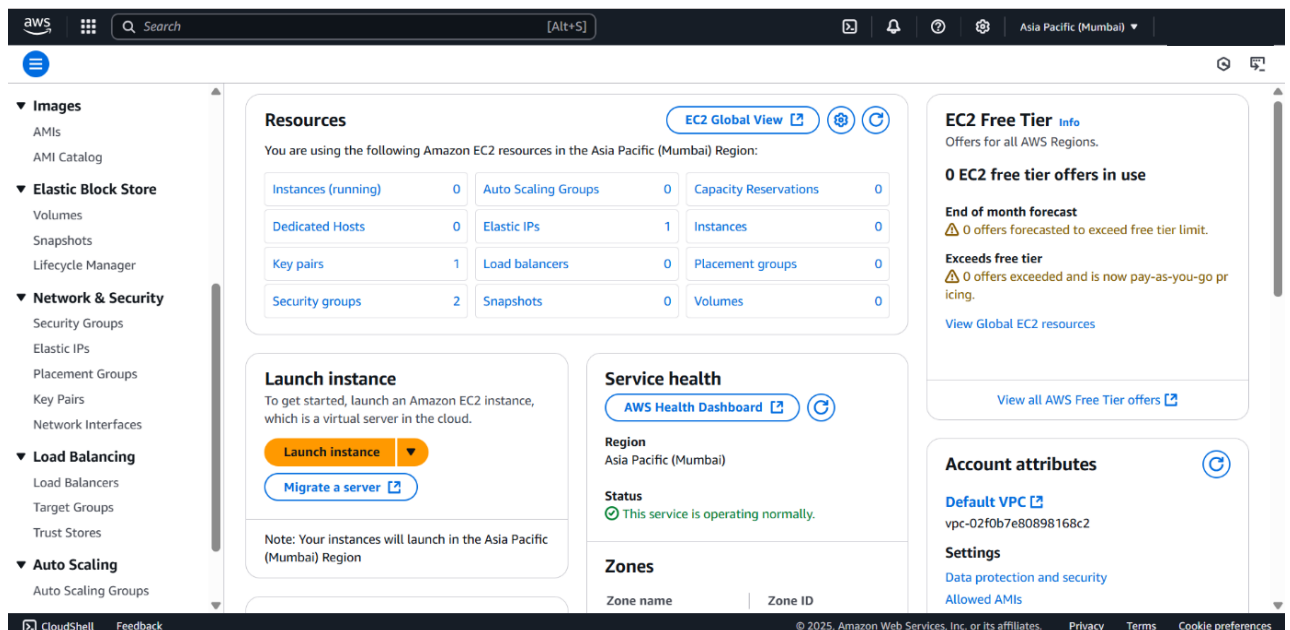 aws
Search [Alt+S]
Asia Pacific (Mumbai)
Images
AMIs
AMI Catalog
Elastic Block Store
Volumes
Snapshots
Lifecycle Manager
Network & Security
Security Groups
Elastic IPs
Placement Groups
Key Pairs
Network Interfaces
Load Balancing
Load Balancers
Target Groups
Trust Stores
Auto Scaling
Auto Scaling Groups
Resources
EC2 Global View
You are using the following Amazon EC2 resources in the Asia Pacific (Mumbai) Region:
Instances (running) 0 Auto Scaling Groups 0 Capacity Reservations 0
Dedicated Hosts 0 Elastic IPs 1 Instances 0
Key pairs 1 Load balancers 0 Placement groups 0
Security groups 2 Snapshots 0 Volumes 0
Launch instance
To get started, launch an Amazon EC2 instance,
which is a virtual server in the cloud.
Launch instance
Migrate a server
Note: Your instances will launch in the Asia Pacific
(Mumbai) Region
Service health
AWS Health Dashboard
Region
Asia Pacific (Mumbai)
Status
This service is operating normally.
Zones
Zone name Zone ID
EC2 Free Tier Info
Offers for all AWS Regions.
0 EC2 free tier offers in use
End of month forecast
0 offers forecasted to exceed free tier limit.
Exceeds free tier
0 offers exceeded and is now pay-as-you-go pr
icing.
View Global EC2 resources
View all AWS Free Tier offers
Account attributes
Default VPC
vpc-02f0b7e80898168c2
Settings
Data protection and security
Allowed AMIs
CloudShell Feedback
© 2025, Amazon Web Services, Inc. or its affiliates. Privacy Terms Cookie preferences